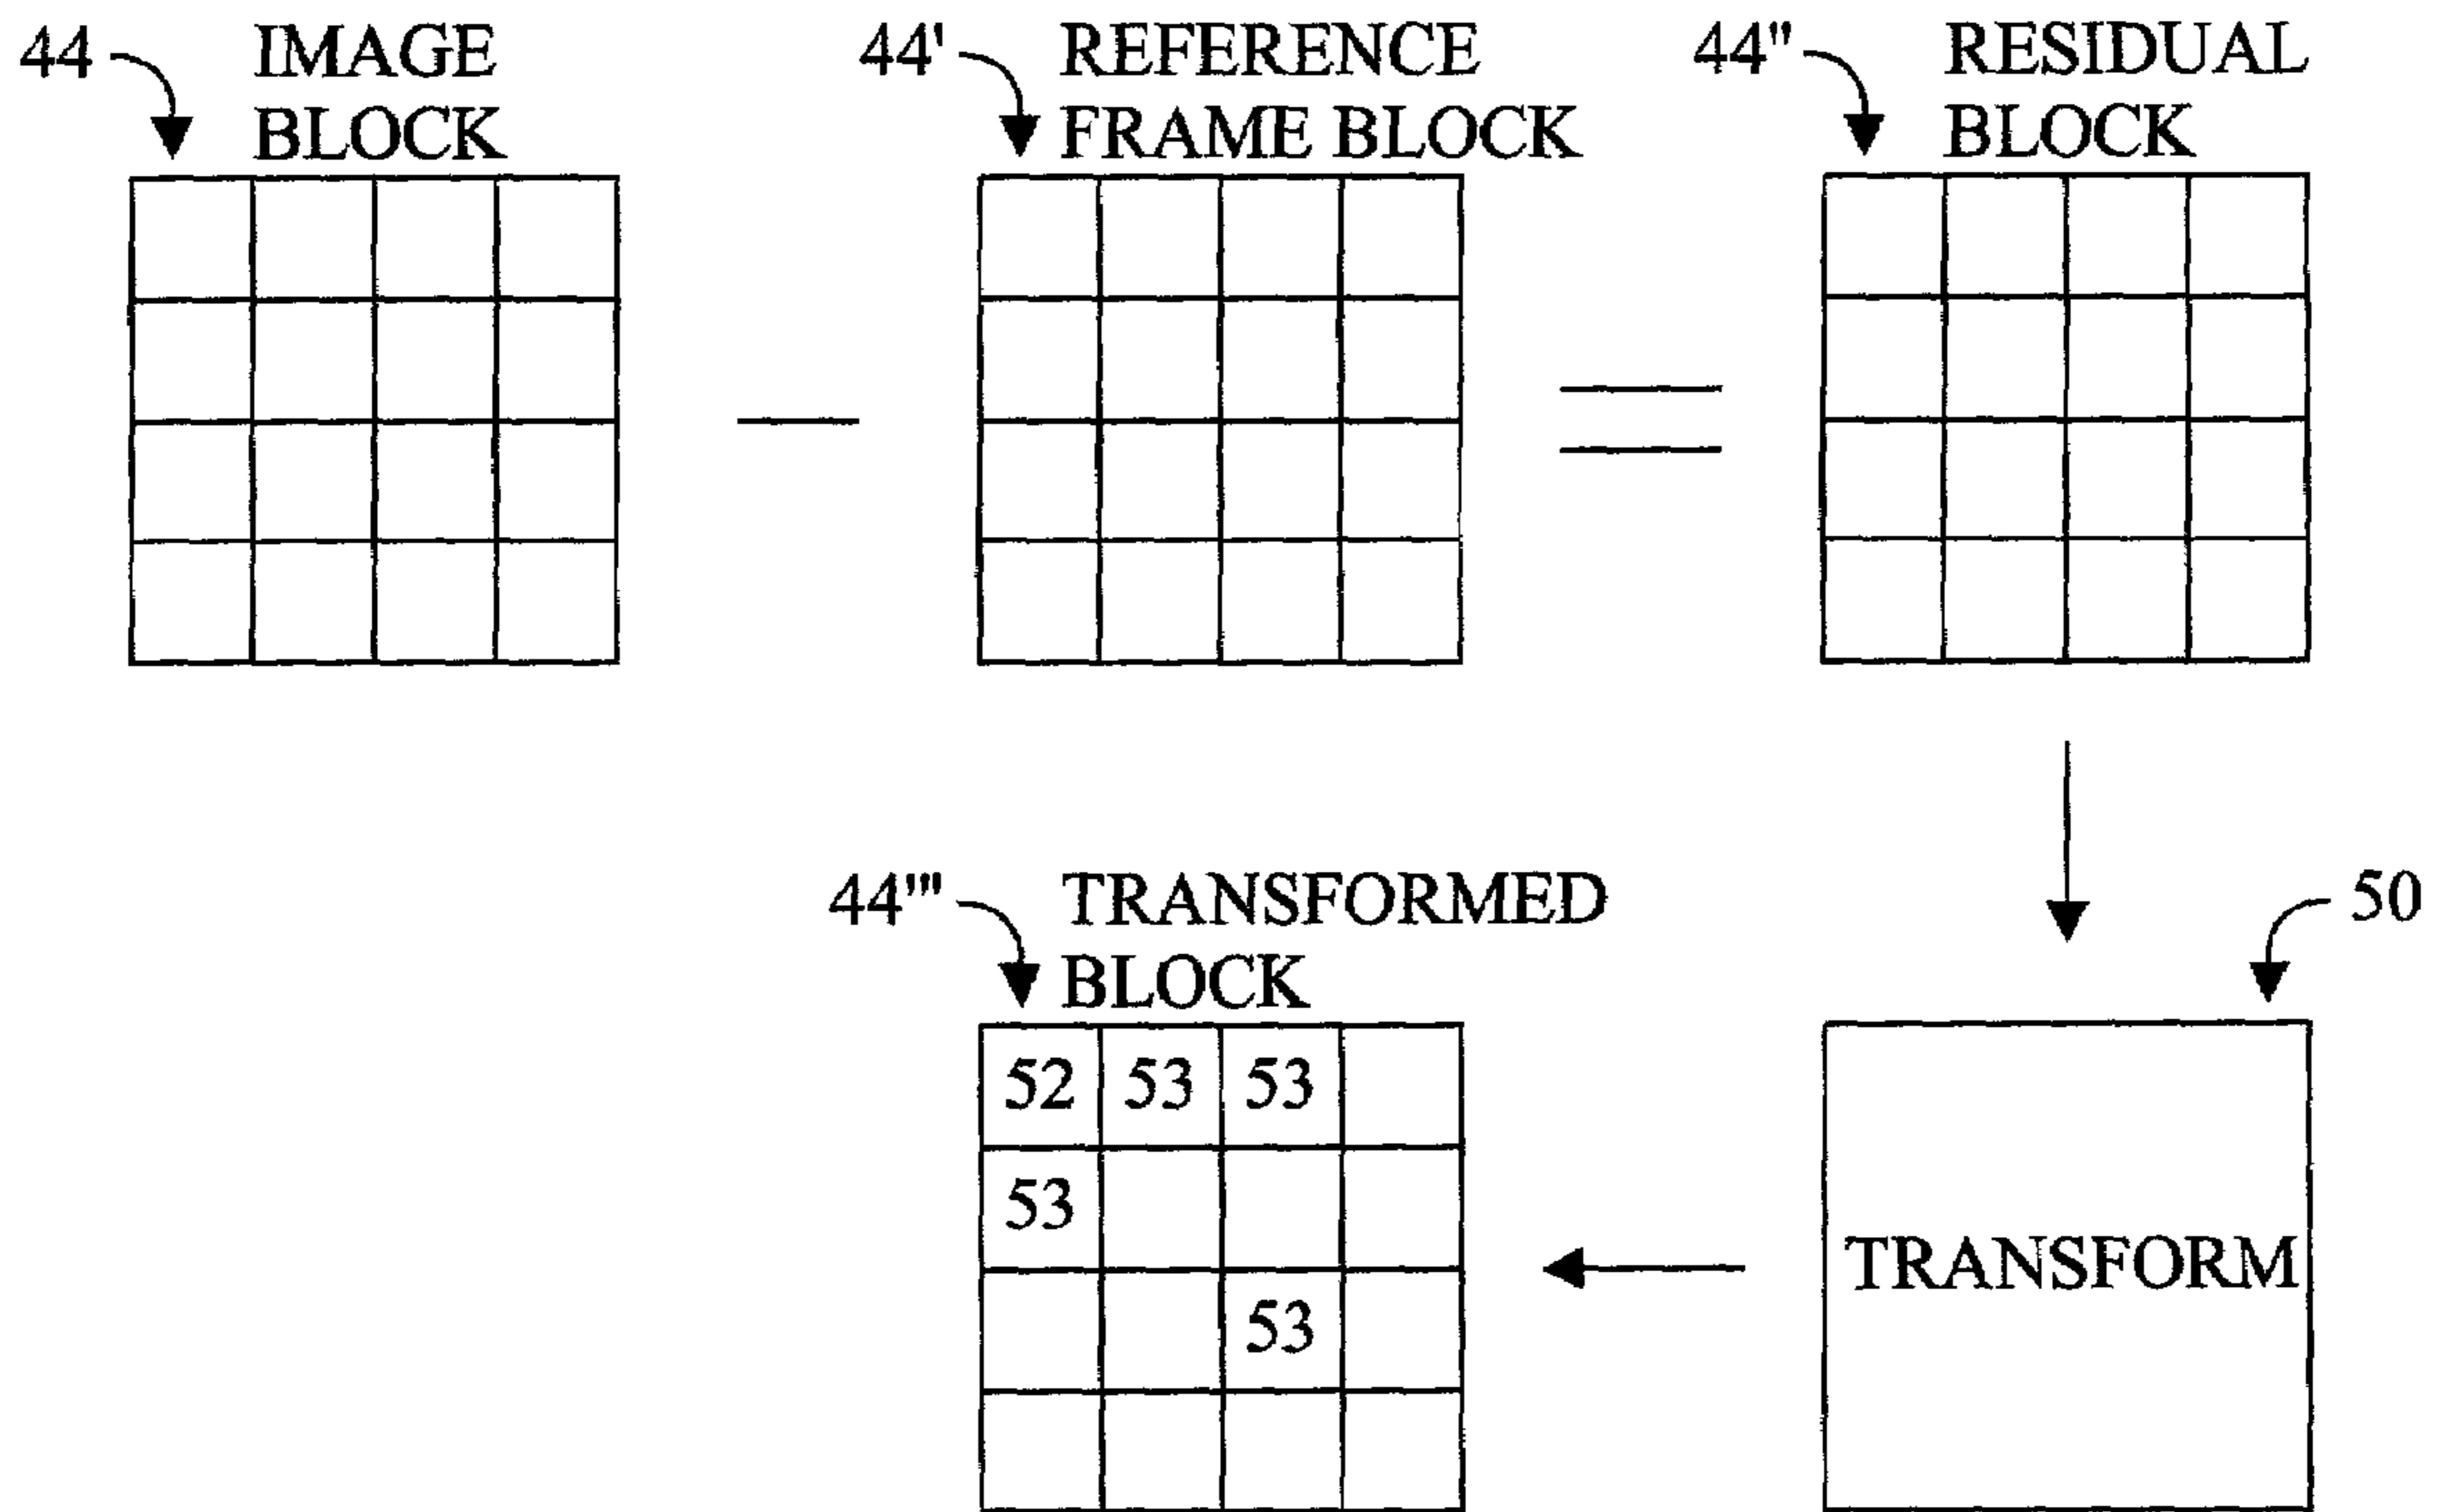 44
IMAGE
BLOCK
44'
REFERENCE
FRAME BLOCK
44"
RESIDUAL
BLOCK
44"'
TRANSFORMED
BLOCK
50
52 53 53
53
53
TRANSFORM